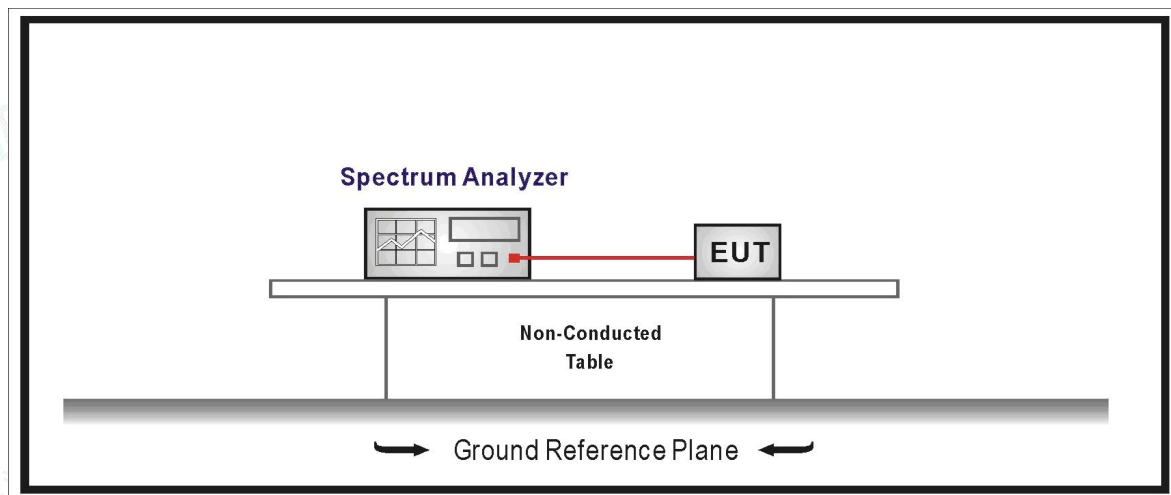 Spectrum Analyzer
EUT
Non-Conducted
Table
Ground Reference Plane